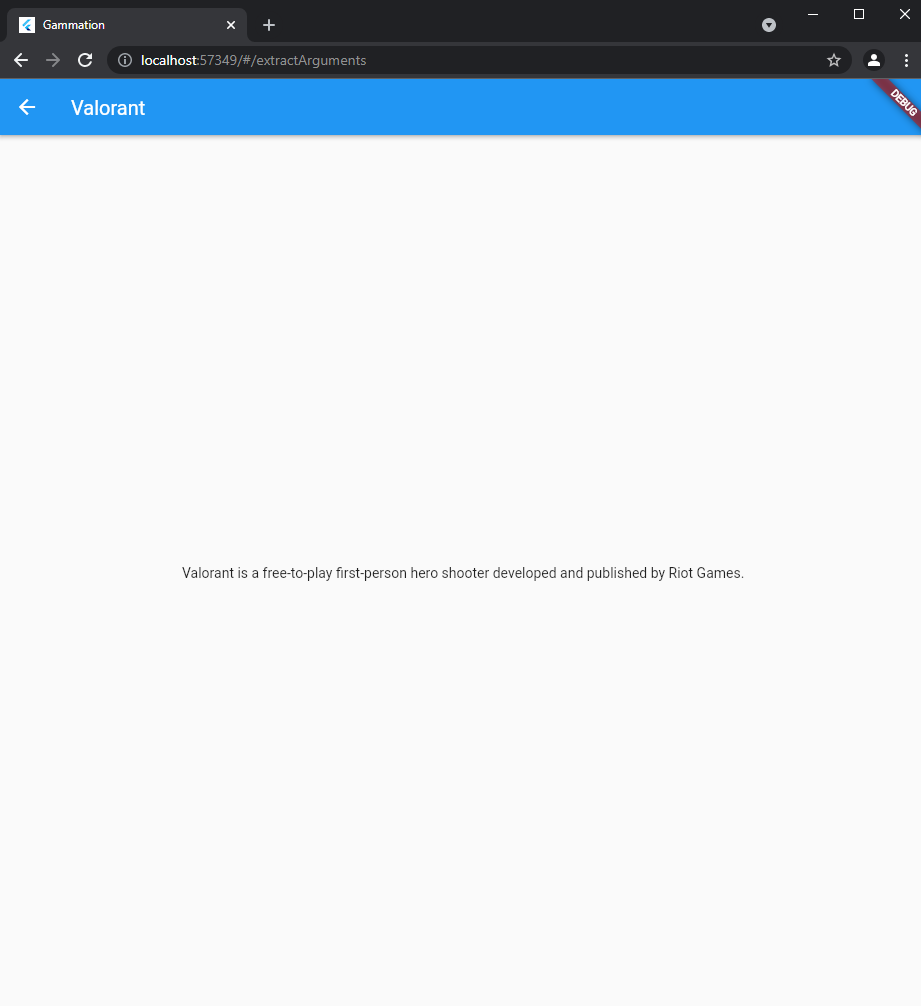 Gammation
localhost:57349/#/extractArguments
Valorant
DEBUG
Valorant is a free-to-play first-person hero shooter developed and published by Riot Games.